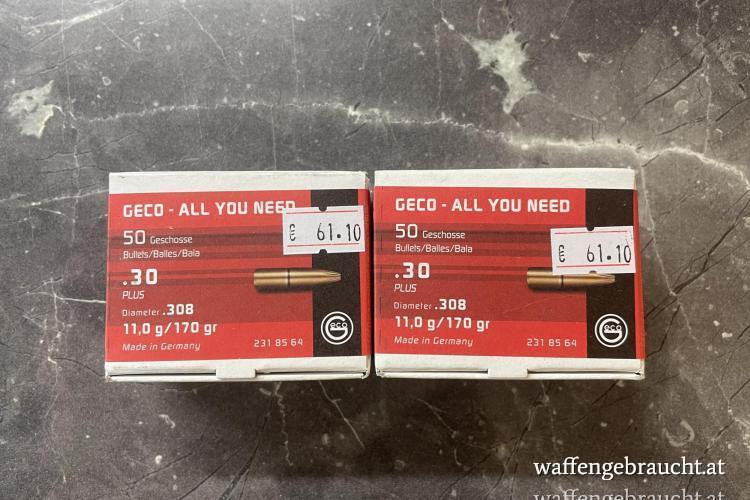 GECO - ALL YOU NEED
€ 61.10
50 Geschosse
Bullets/Balles/Bala
.30
PLUS
Diameter .308
11,0 g/170 gr
Made in Germany
231 85 64
Geco
GECO - ALL YOU NEED
€ 61.10
50 Geschosse
Bullets/Balles/Bala
.30
PLUS
Diameter .308
11,0 g/170 gr
Made in Germany
231 85 64
Geco
waffengebraucht.at
waffengebraucht.at